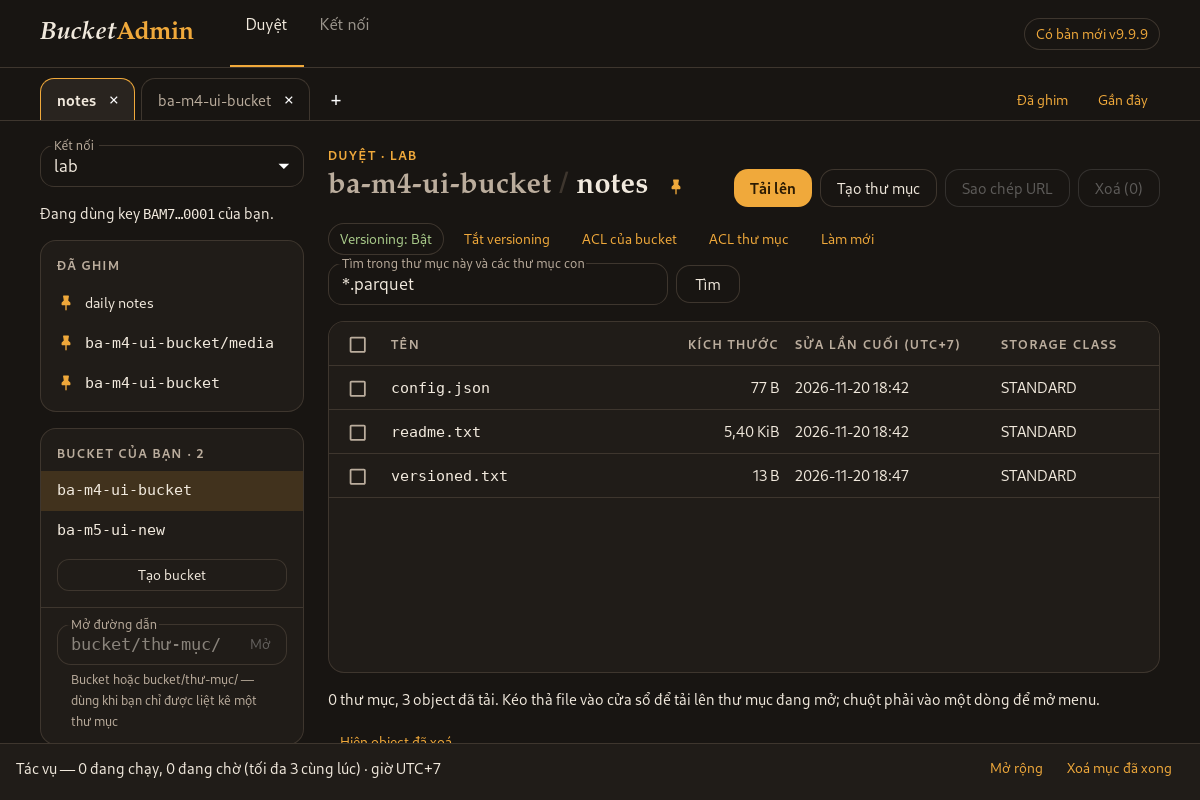 BucketAdmin
Duyệt
Kết nối
Có bản mới v9.9.9
notes ×
ba-m4-ui-bucket ×
+
Đã ghim
Gần đây
Kết nối
lab
Đang dùng key BAM7…0001 của bạn.
ĐÃ GHIM
daily notes
ba-m4-ui-bucket/media
ba-m4-ui-bucket
BUCKET CỦA BẠN · 2
ba-m4-ui-bucket
ba-m5-ui-new
Tạo bucket
Mở đường dẫn
bucket/thư-mục/ Mở
Bucket hoặc bucket/thư-mục/ —
dùng khi bạn chỉ được liệt kê một
thư mục
DUYỆT · LAB
ba-m4-ui-bucket / notes
Tải lên
Tạo thư mục
Sao chép URL
Xoá (0)
Versioning: Bật
Tắt versioning
ACL của bucket
ACL thư mục
Làm mới
Tìm trong thư mục này và các thư mục con
*.parquet
Tìm
TÊN KÍCH THƯỚC SỬA LẦN CUỐI (UTC+7) STORAGE CLASS
config.json 77 B 2026-11-20 18:42 STANDARD
readme.txt 5,40 KiB 2026-11-20 18:42 STANDARD
versioned.txt 13 B 2026-11-20 18:47 STANDARD
0 thư mục, 3 object đã tải. Kéo thả file vào cửa sổ để tải lên thư mục đang mở; chuột phải vào một dòng để mở menu.
Hiện object đã xoá
Tác vụ — 0 đang chạy, 0 đang chờ (tối đa 3 cùng lúc) · giờ UTC+7
Mở rộng
Xoá mục đã xong